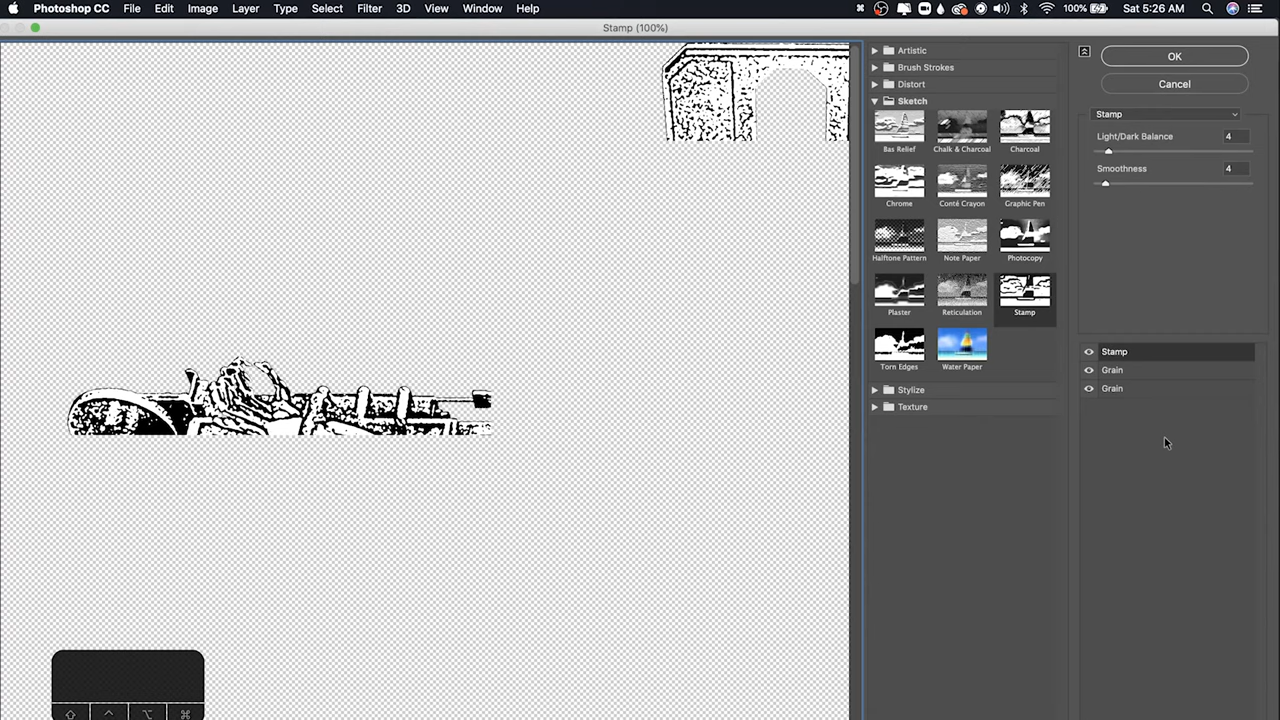 Photoshop CC File Edit Image Layer Type Select Filter 3D View Window Help 100% Sat 5:26 AM
Stamp (100%)
Artistic
Brush Strokes
Distort
Sketch
Bas Relief Chalk & Charcoal Charcoal
Chrome Conté Crayon Graphic Pen
Halftone Pattern Note Paper Photocopy
Plaster Reticulation Stamp
Torn Edges Water Paper
Stylize
Texture
OK
Cancel
Stamp
Light/Dark Balance 4
Smoothness 4
Stamp
Grain
Grain